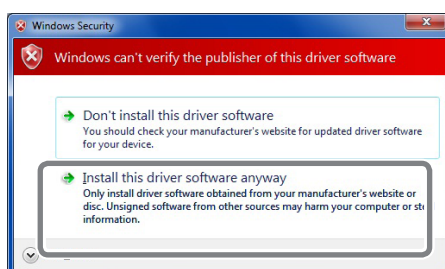 Windows Security
Windows can't verify the publisher of this driver software
Don't install this driver software
You should check your manufacturer's website for updated driver software
for your device.
Install this driver software anyway
Only install driver software obtained from your manufacturer's website or
disc. Unsigned software from other sources may harm your computer or
information.